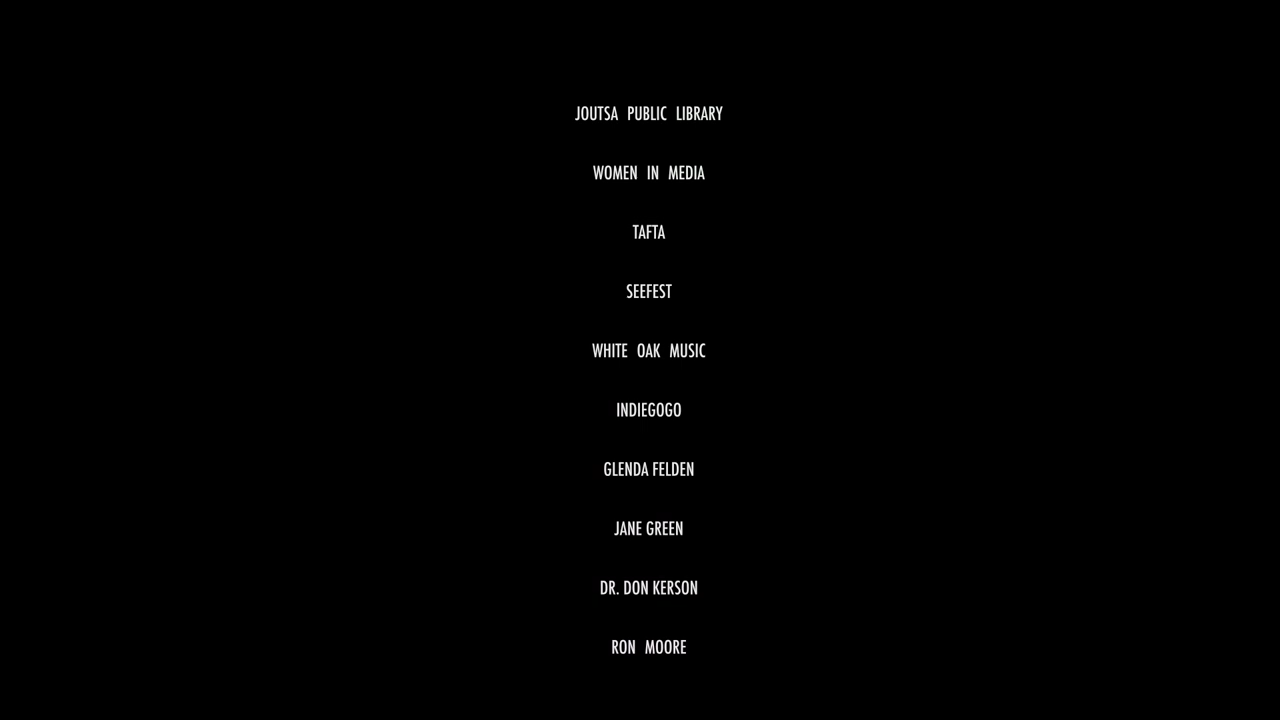 JOUTSA PUBLIC LIBRARY
WOMEN IN MEDIA
TAFTA
SEEFEST
WHITE OAK MUSIC
INDIEGOGO
GLENDA FELDEN
JANE GREEN
DR. DON KERSON
RON MOORE